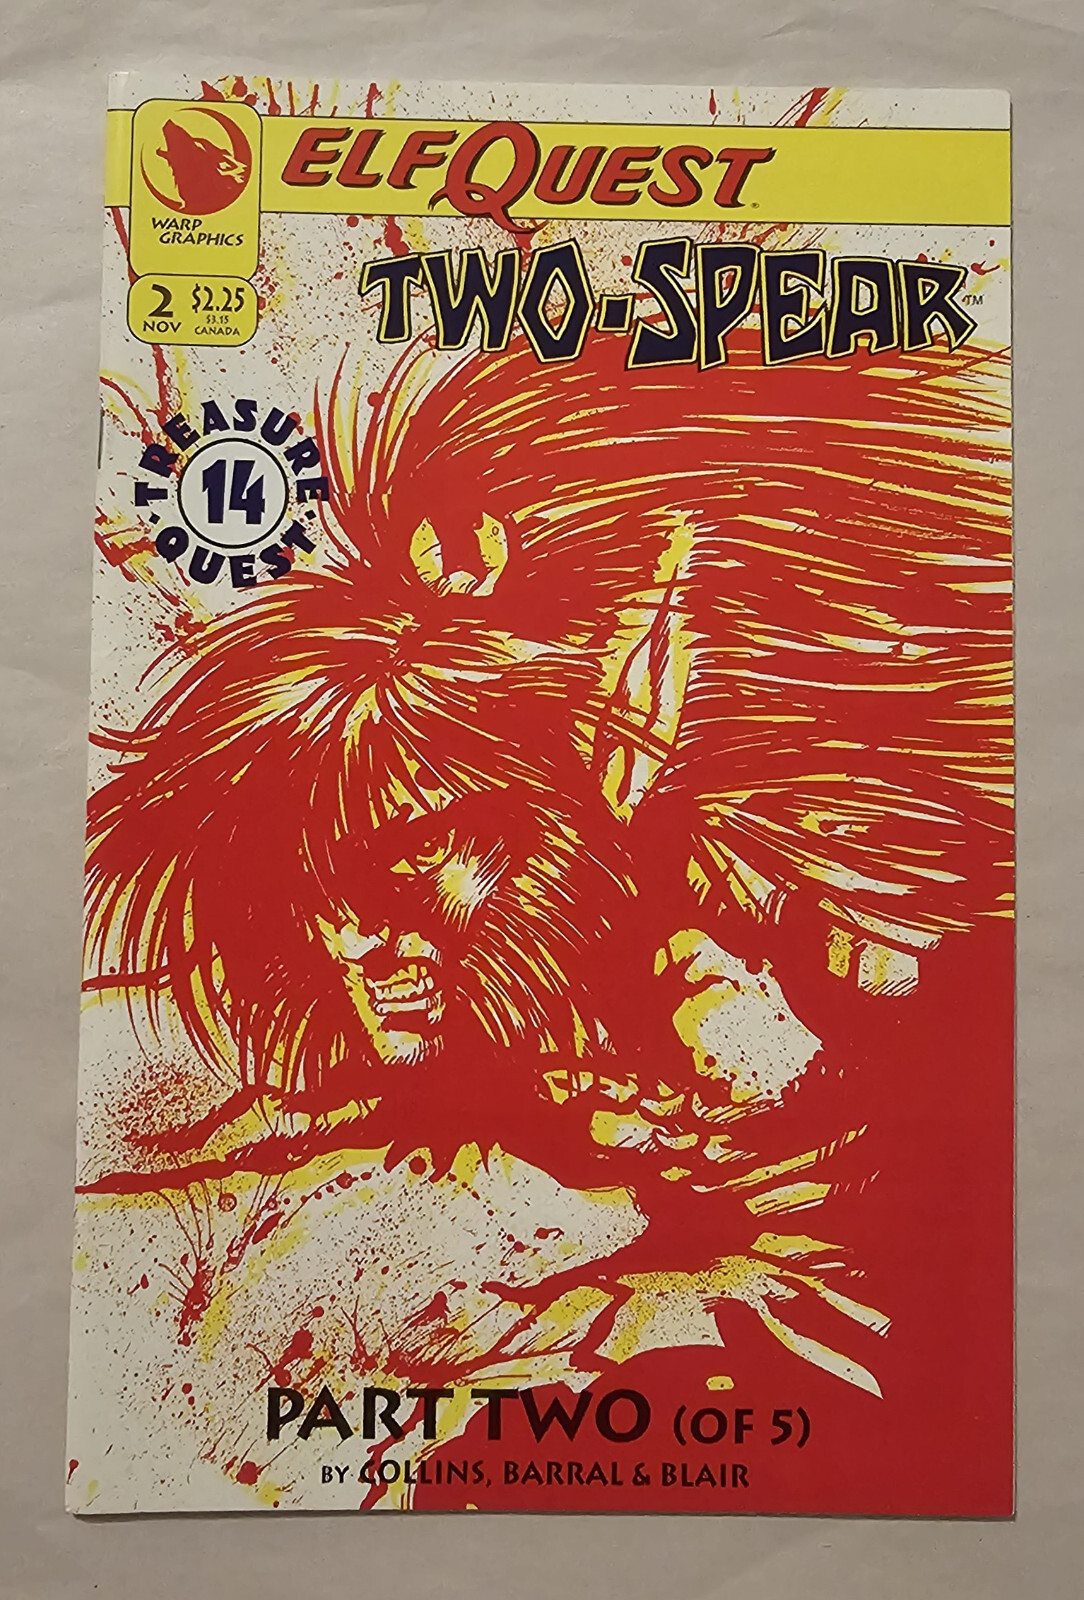 ELFQUEST®
WARP
GRAPHICS
TWO-SPEAR™
2
NOV
$2.25
$3.15
CANADA
·TREASURE·
14
QUEST
PART TWO (OF 5)
BY COLLINS, BARRAL & BLAIR